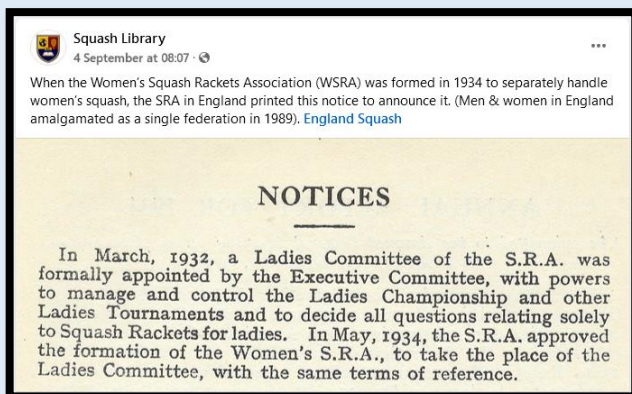 Squash Library
4 September at 08:07 ·
When the Women's Squash Rackets Association (WSRA) was formed in 1934 to separately handle
women's squash, the SRA in England printed this notice to announce it. (Men & women in England
amalgamated as a single federation in 1989). England Squash
NOTICES
In March, 1932, a Ladies Committee of the S.R.A. was
formally appointed by the Executive Committee, with powers
to manage and control the Ladies Championship and other
Ladies Tournaments and to decide all questions relating solely
to Squash Rackets for ladies. In May, 1934, the S.R.A. approved
the formation of the Women's S.R.A., to take the place of the
Ladies Committee, with the same terms of reference.